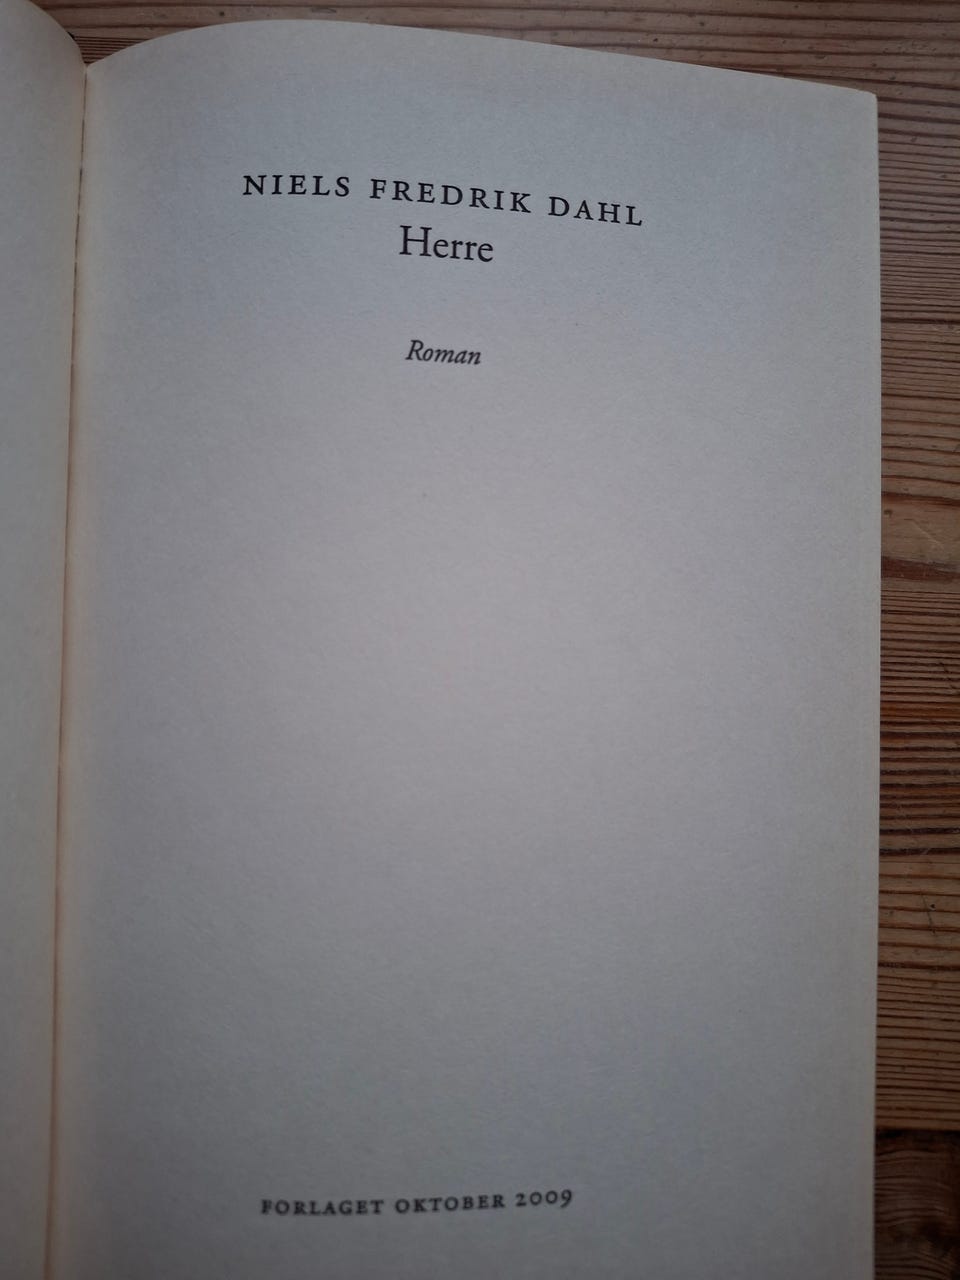 NIELS FREDRIK DAHL
Herre
Roman
FORLAGET OKTOBER 2009